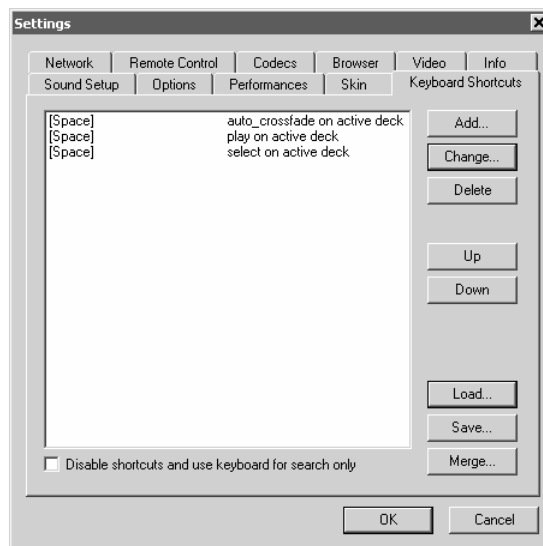 Settings
Network Remote Control Codecs Browser Video Info
Sound Setup Options Performances Skin Keyboard Shortcuts
[Space] auto_crossfade on active deck
[Space] play on active deck
[Space] select on active deck
Add...
Change...
Delete
Up
Down
Load...
Save...
Merge...
Disable shortcuts and use keyboard for search only
OK Cancel